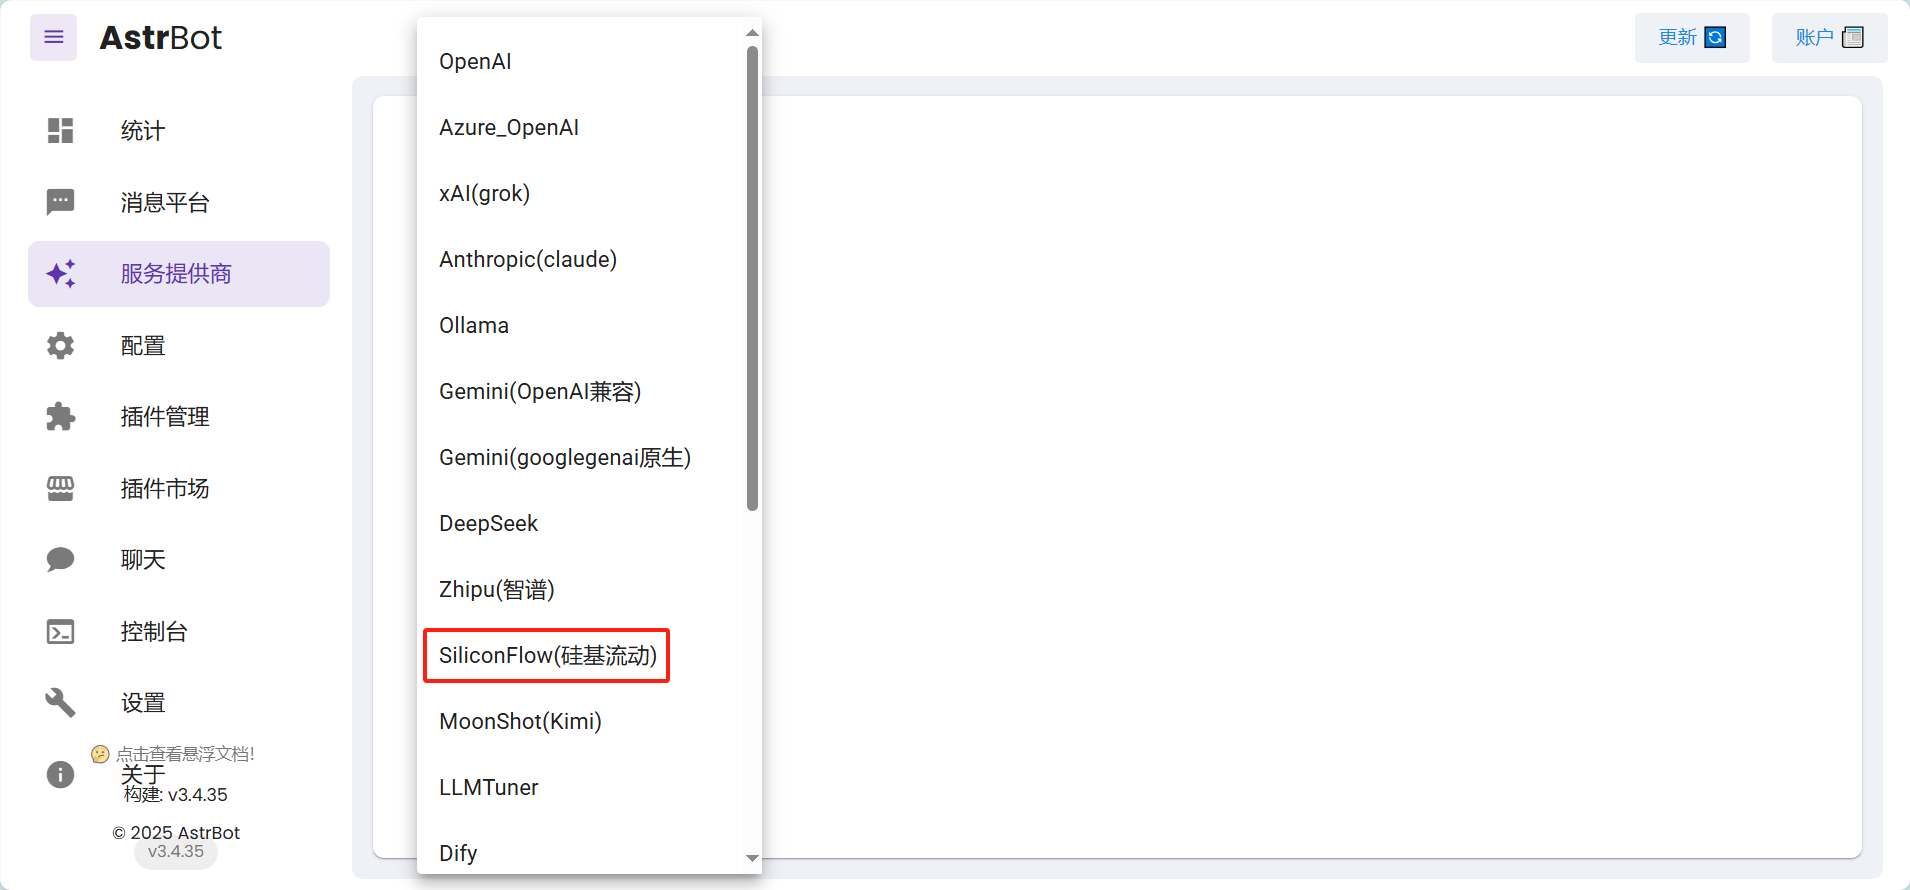 AstrBot
更新
账户
统计
消息平台
服务提供商
配置
插件管理
插件市场
聊天
控制台
设置
点击查看悬浮文档!
关于
构建: v3.4.35
© 2025 AstrBot
v3.4.35
OpenAI
Azure_OpenAI
xAI(grok)
Anthropic(claude)
Ollama
Gemini(OpenAI兼容)
Gemini(googlegenai原生)
DeepSeek
Zhipu(智谱)
SiliconFlow(硅基流动)
MoonShot(Kimi)
LLMTuner
Dify